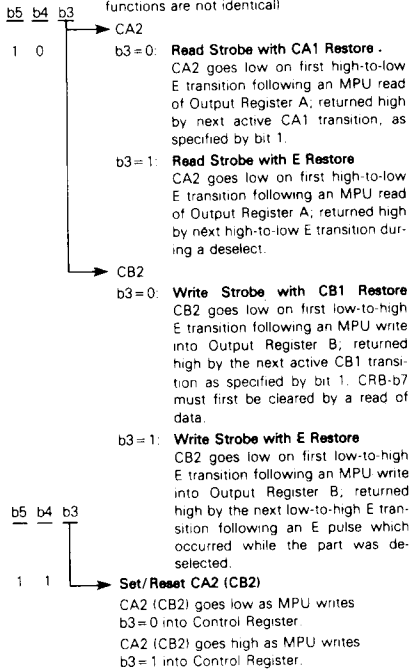 functions are not identical)
b5 b4 b3
CA2
1 0
b3=0: Read Strobe with CA1 Restore .
CA2 goes low on first high-to-low
E transition following an MPU read
of Output Register A; returned high
by next active CA1 transition, as
specified by bit 1.
b3=1: Read Strobe with E Restore
CA2 goes low on first high-to-low
E transition following an MPU read
of Output Register A; returned high
by next high-to-low E transition dur-
ing a deselect.
CB2
b3=0: Write Strobe with CB1 Restore
CB2 goes low on first low-to-high
E transition following an MPU write
into Output Register B; returned
high by the next active CB1 transi-
tion as specified by bit 1. CRB-b7
must first be cleared by a read of
data.
b3=1: Write Strobe with E Restore
CB2 goes low on first low-to-high
E transition following an MPU write
into Output Register B; returned
high by the next low-to-high E tran-
sition following an E pulse which
occurred while the part was de-
selected.
b5 b4 b3
1 1
Set/Reset CA2 (CB2)
CA2 (CB2) goes low as MPU writes
b3=0 into Control Register.
CA2 (CB2) goes high as MPU writes
b3=1 into Control Register.